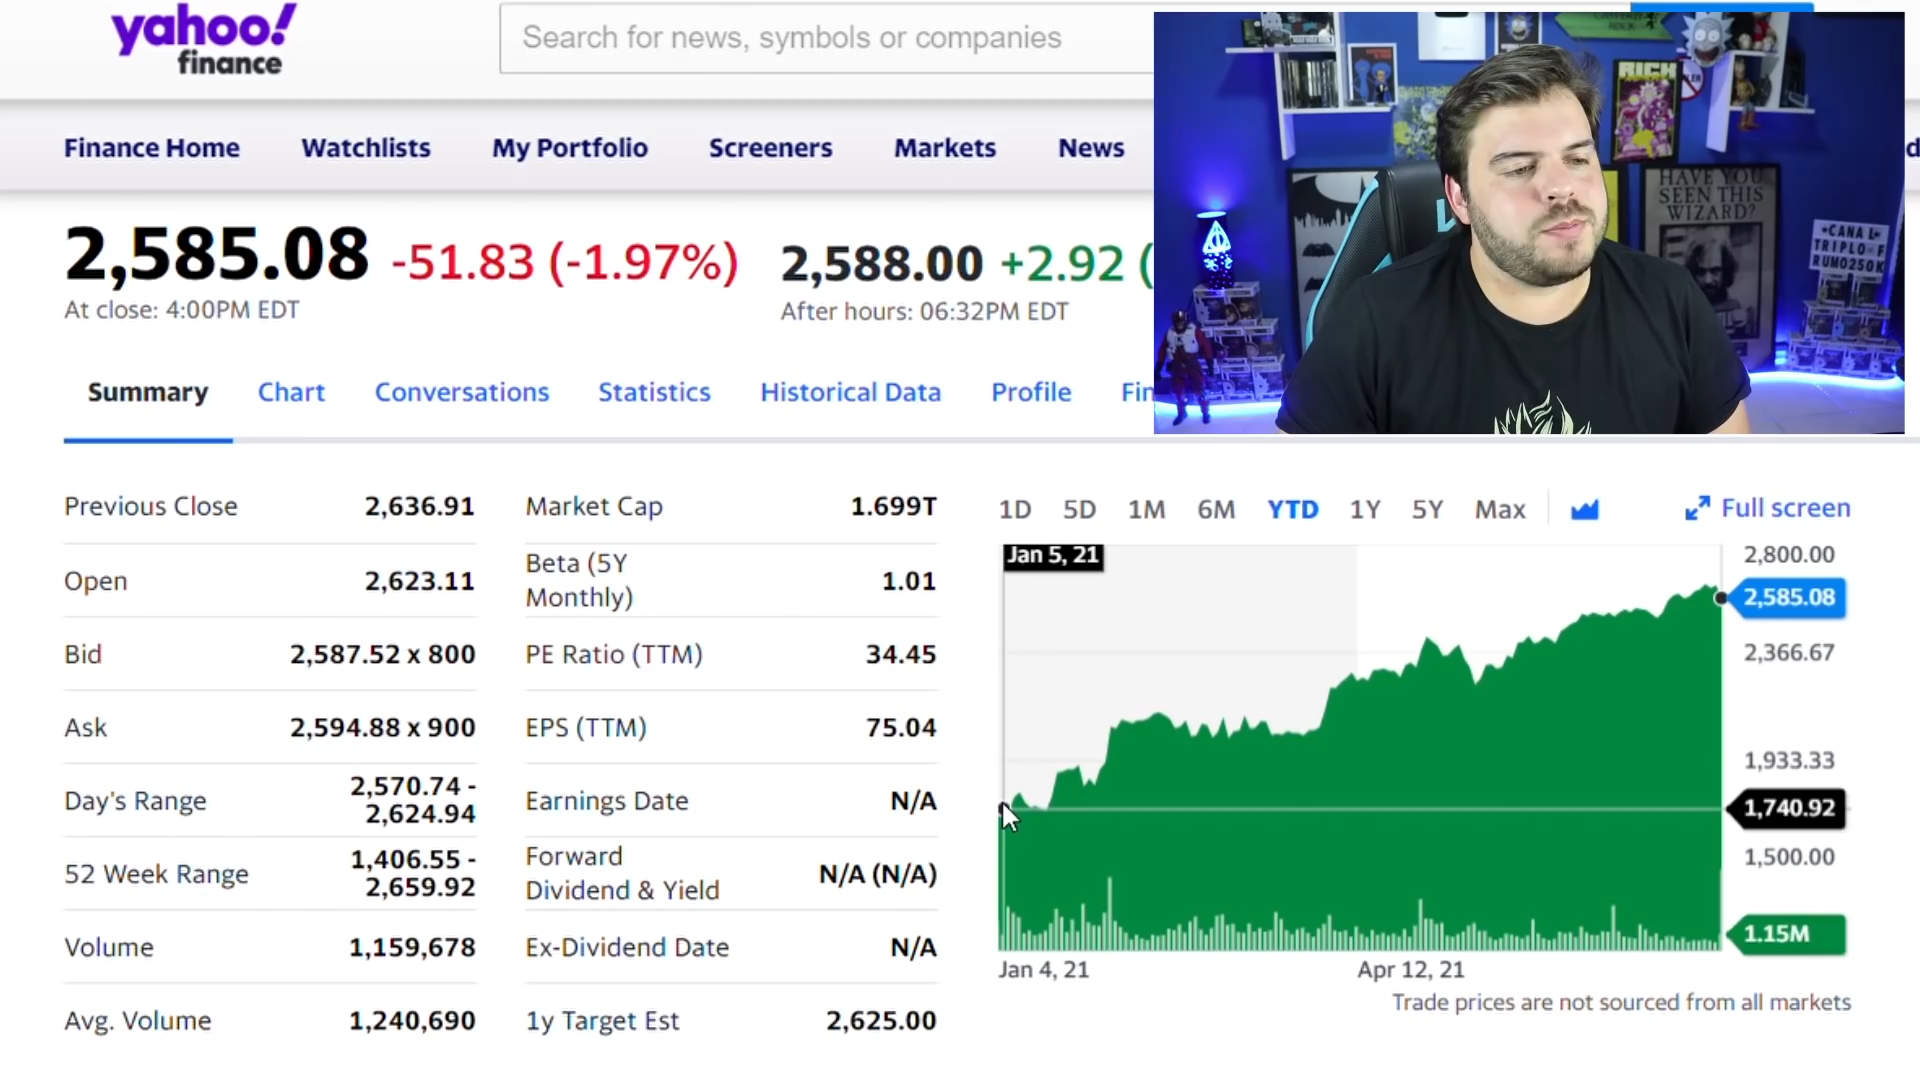 yahoo!
finance
Search for news, symbols or companies
Finance Home
Watchlists
My Portfolio
Screeners
Markets
News
2,585.08 -51.83 (-1.97%)
At close: 4:00PM EDT
2,588.00 +2.92 (
After hours: 06:32PM EDT
Summary
Chart
Conversations
Statistics
Historical Data
Profile
Previous Close 2,636.91
Open 2,623.11
Bid 2,587.52 x 800
Ask 2,594.88 x 900
Day's Range 2,570.74 -
2,624.94
52 Week Range 1,406.55 -
2,659.92
Volume 1,159,678
Avg. Volume 1,240,690
Market Cap 1.699T
Beta (5Y
Monthly) 1.01
PE Ratio (TTM) 34.45
EPS (TTM) 75.04
Earnings Date N/A
Forward
Dividend & Yield N/A (N/A)
Ex-Dividend Date N/A
1y Target Est 2,625.00
1D 5D 1M 6M YTD 1Y 5Y Max
Full screen
Jan 5, 21
2,800.00
2,585.08
2,366.67
1,933.33
1,740.92
1,500.00
1.15M
Jan 4, 21
Apr 12, 21
Trade prices are not sourced from all markets
RICK
HAVE YOU
SEEN THIS
WIZARD?
CANAL
TRIPLO F
RUMO250K